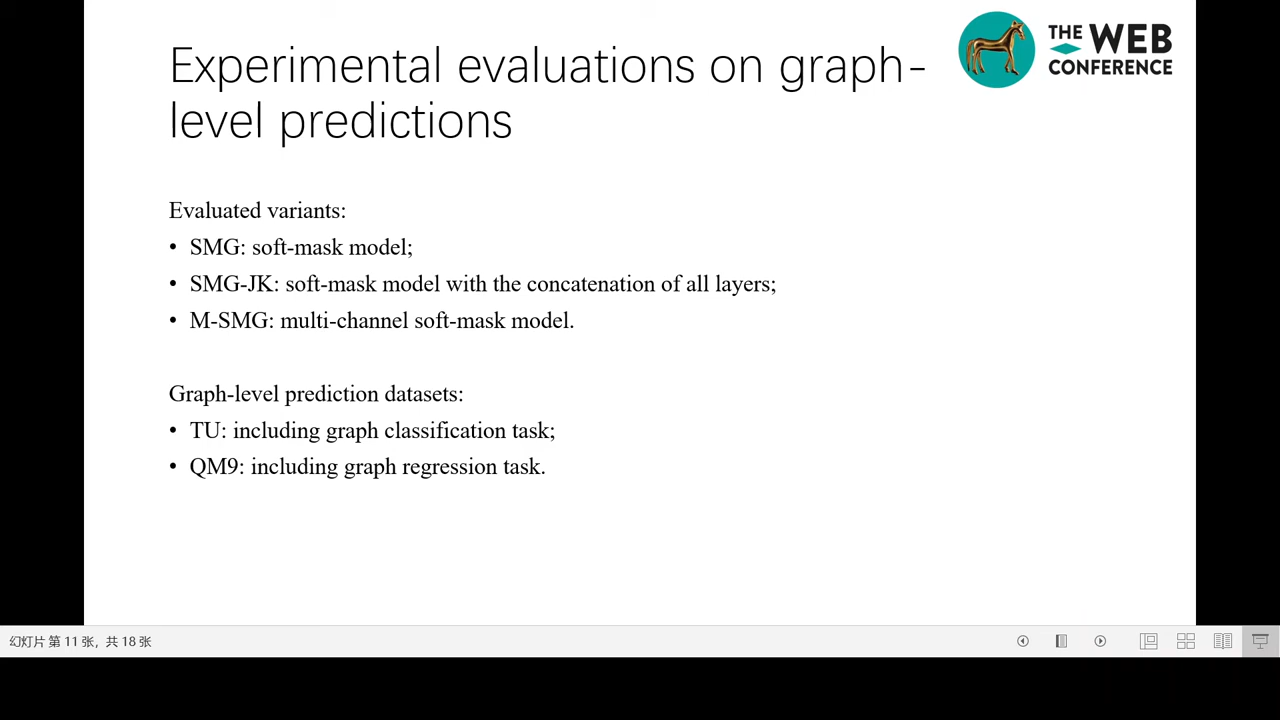 Experimental evaluations on graph-
level predictions
THE WEB
CONFERENCE
Evaluated variants:
• SMG: soft-mask model;
• SMG-JK: soft-mask model with the concatenation of all layers;
• M-SMG: multi-channel soft-mask model.
Graph-level prediction datasets:
• TU: including graph classification task;
• QM9: including graph regression task.
幻灯片 第 11 张，共 18 张